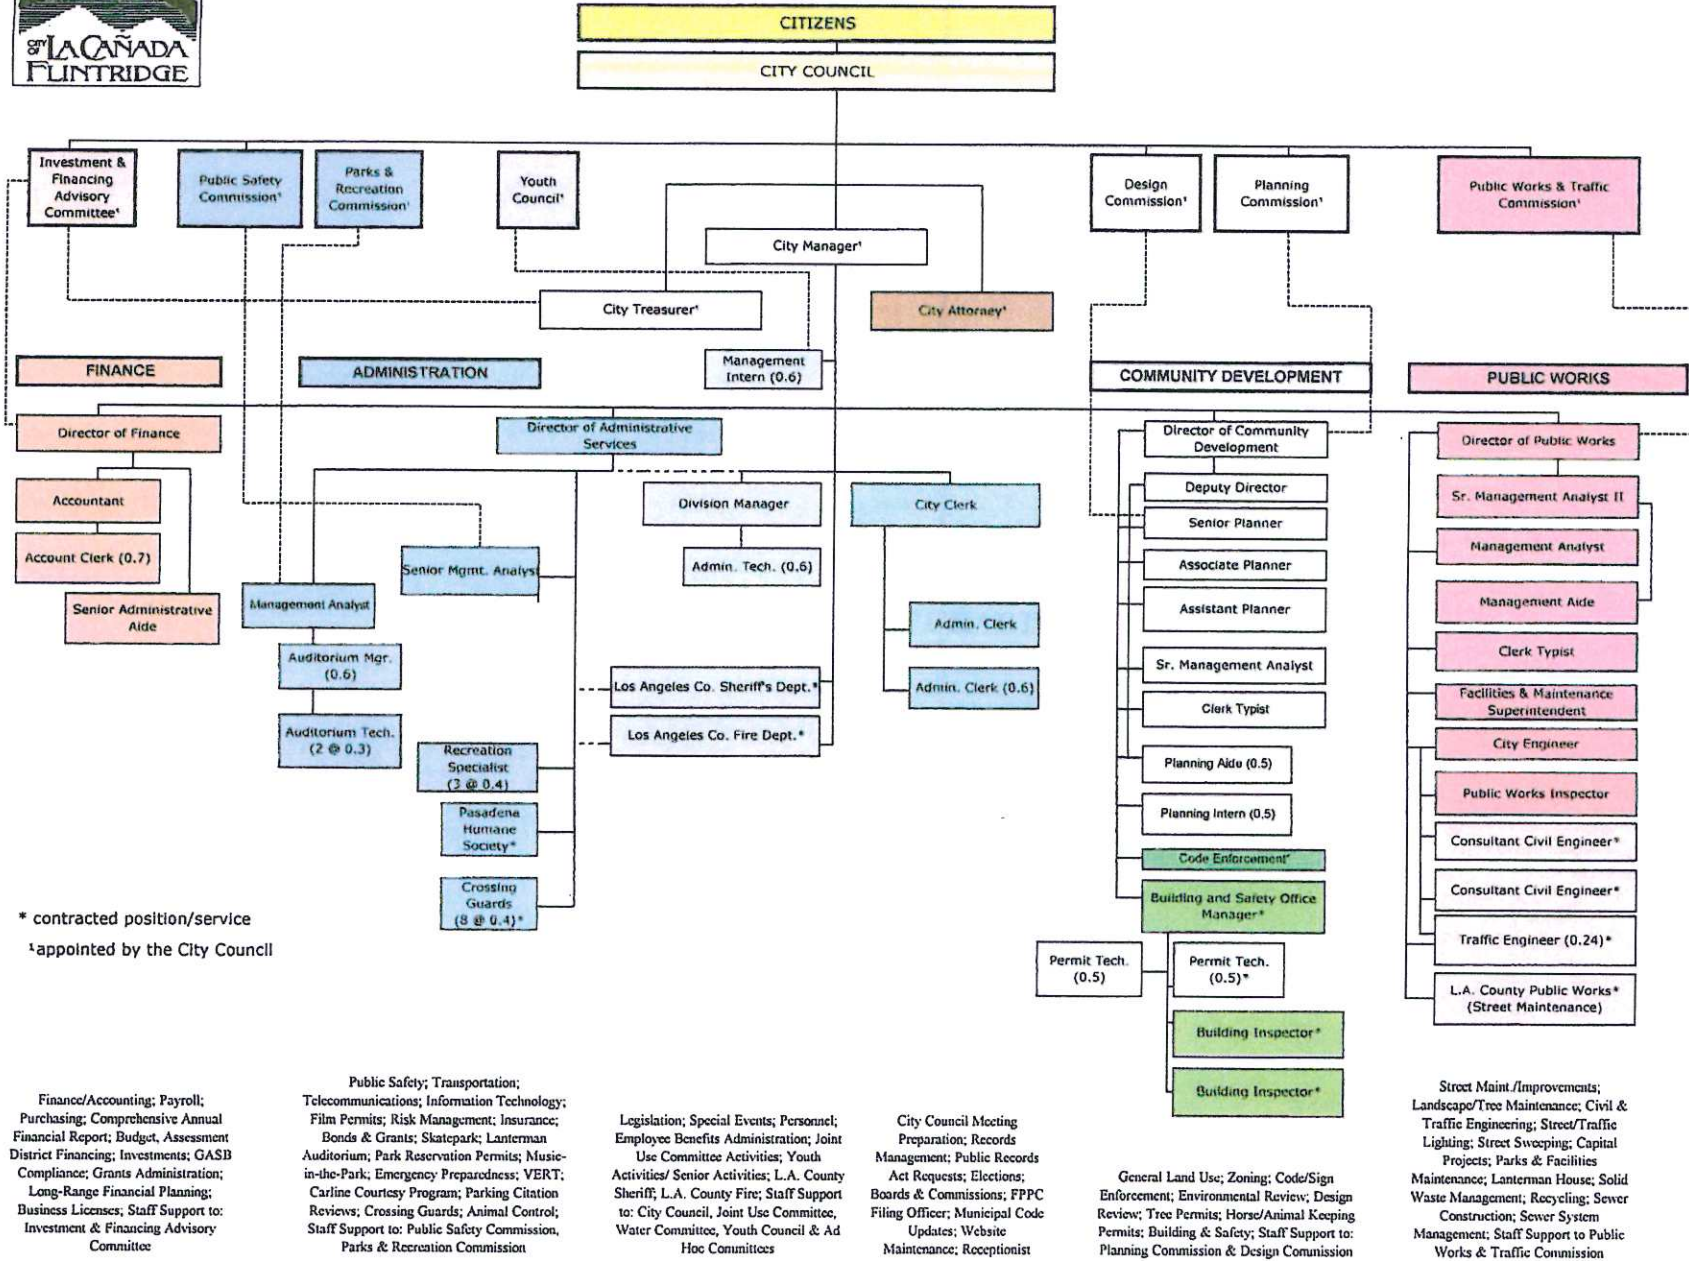 CITY OF LA CAÑADA
FLINTRIDGE
CITIZENS
CITY COUNCIL
Investment &
Financing
Advisory
Committee¹
Public Safety
Commission¹
Parks &
Recreation
Commission¹
Youth
Council¹
Design
Commission¹
Planning
Commission¹
Public Works & Traffic
Commission¹
City Manager¹
City Treasurer¹
City Attorney¹
Management
Intern (0.6)
FINANCE
ADMINISTRATION
COMMUNITY DEVELOPMENT
PUBLIC WORKS
Director of Finance
Accountant
Account Clerk (0.7)
Senior Administrative
Aide
Director of Administrative
Services
Senior Mgmt. Analyst
Management Analyst
Auditorium Mgr.
(0.6)
Auditorium Tech.
(2 @ 0.3)
Recreation
Specialist
(3 @ 0.4)
Pasadena
Humane
Society*
Crossing
Guards
(8 @ 0.4)*
Division Manager
Admin. Tech. (0.6)
Los Angeles Co. Sheriff's Dept.*
Los Angeles Co. Fire Dept.*
City Clerk
Admin. Clerk
Admin. Clerk (0.6)
Director of Community
Development
Deputy Director
Senior Planner
Associate Planner
Assistant Planner
Sr. Management Analyst
Clerk Typist
Planning Aide (0.5)
Planning Intern (0.5)
Code Enforcement*
Building and Safety Office
Manager*
Permit Tech.
(0.5)
Permit Tech.
(0.5)*
Building Inspector*
Building Inspector*
Director of Public Works
Sr. Management Analyst II
Management Analyst
Management Aide
Clerk Typist
Facilities & Maintenance
Superintendent
City Engineer
Public Works Inspector
Consultant Civil Engineer*
Consultant Civil Engineer*
Traffic Engineer (0.24)*
L.A. County Public Works*
(Street Maintenance)
* contracted position/service
¹appointed by the City Council
Finance/Accounting; Payroll;
Purchasing; Comprehensive Annual
Financial Report; Budget, Assessment
District Financing; Investments; GASB
Compliance; Grants Administration;
Long-Range Financial Planning;
Business Licenses; Staff Support to:
Investment & Financing Advisory
Committee
Public Safety; Transportation;
Telecommunications; Information Technology;
Film Permits; Risk Management; Insurance;
Bonds & Grants; Skatepark; Lanterman
Auditorium; Park Reservation Permits; Music-
in-the-Park; Emergency Preparedness; VERT;
Carline Courtesy Program; Parking Citation
Reviews; Crossing Guards; Animal Control;
Staff Support to: Public Safety Commission,
Parks & Recreation Commission
Legislation; Special Events; Personnel;
Employee Benefits Administration; Joint
Use Committee Activities; Youth
Activities/ Senior Activities; L.A. County
Sheriff; L.A. County Fire; Staff Support
to: City Council, Joint Use Committee,
Water Committee, Youth Council & Ad
Hoc Committees
City Council Meeting
Preparation; Records
Management; Public Records
Act Requests; Elections;
Boards & Commissions; FPPC
Filing Officer; Municipal Code
Updates; Website
Maintenance; Receptionist
General Land Use; Zoning; Code/Sign
Enforcement; Environmental Review; Design
Review; Tree Permits; Horse/Animal Keeping
Permits; Building & Safety; Staff Support to:
Planning Commission & Design Commission
Street Maint./Improvements;
Landscape/Tree Maintenance; Civil &
Traffic Engineering; Street/Traffic
Lighting; Street Sweeping; Capital
Projects; Parks & Facilities
Maintenance; Lanterman House; Solid
Waste Management; Recycling; Sewer
Construction; Sewer System
Management; Staff Support to Public
Works & Traffic Commission